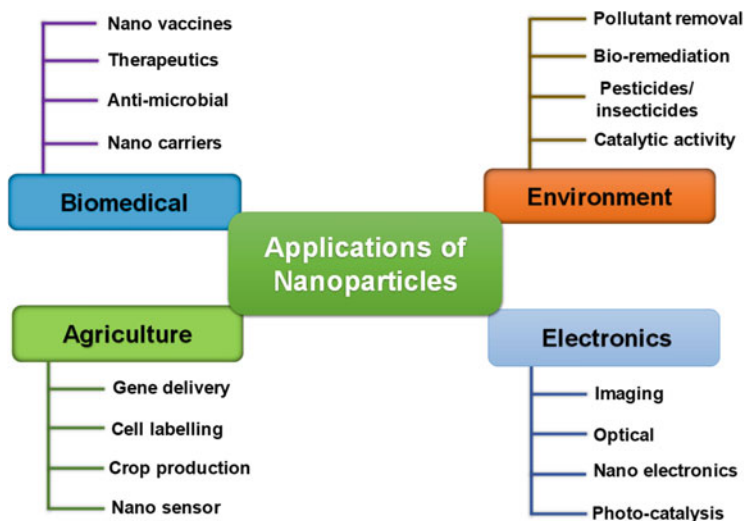 Nano vaccines
Therapeutics
Anti-microbial
Nano carriers
Biomedical
Pollutant removal
Bio-remediation
Pesticides/
insecticides
Catalytic activity
Environment
Applications of
Nanoparticles
Agriculture
Gene delivery
Cell labelling
Crop production
Nano sensor
Electronics
Imaging
Optical
Nano electronics
Photo-catalysis